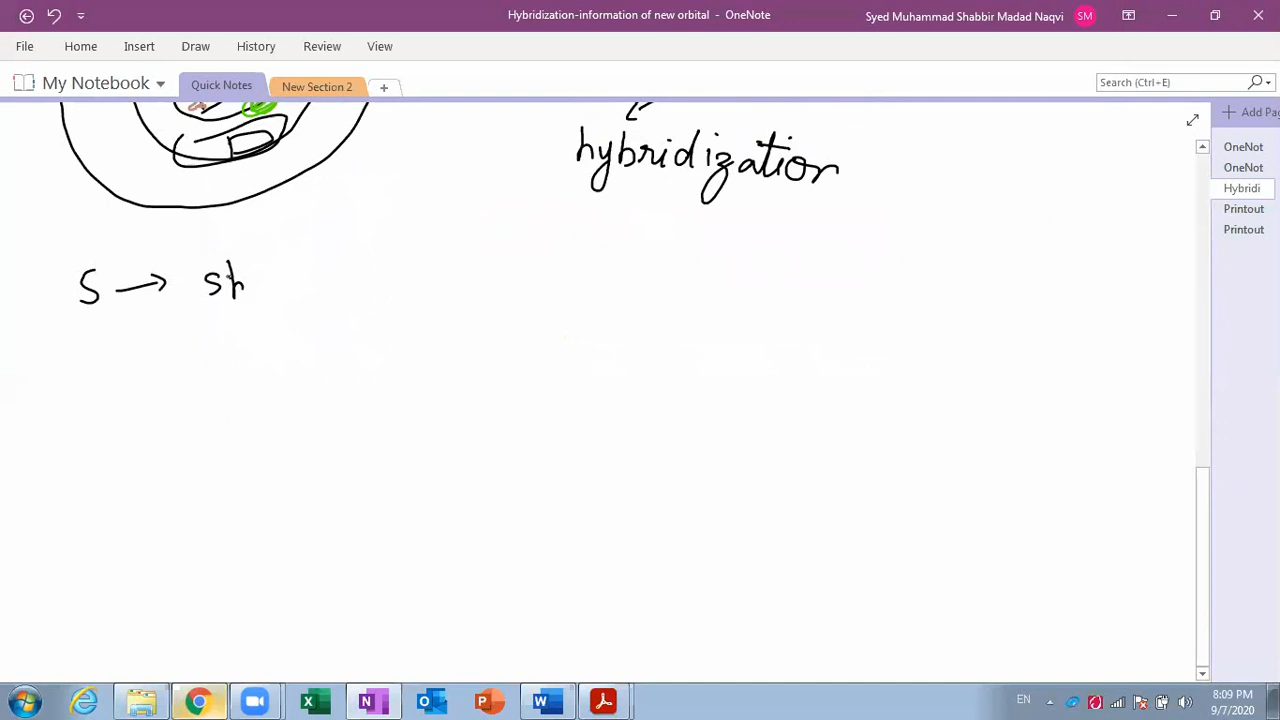 Hybridization-information of new orbital - OneNote
Syed Muhammad Shabbir Madad Naqvi
SM
File Home Insert Draw History Review View
My Notebook
Quick Notes
New Section 2
+
Search (Ctrl+E)
Add Pa
hybridization
OneNot
OneNot
Hybridi
Printout
Printout
S → sh
EN
8:09 PM
9/7/2020